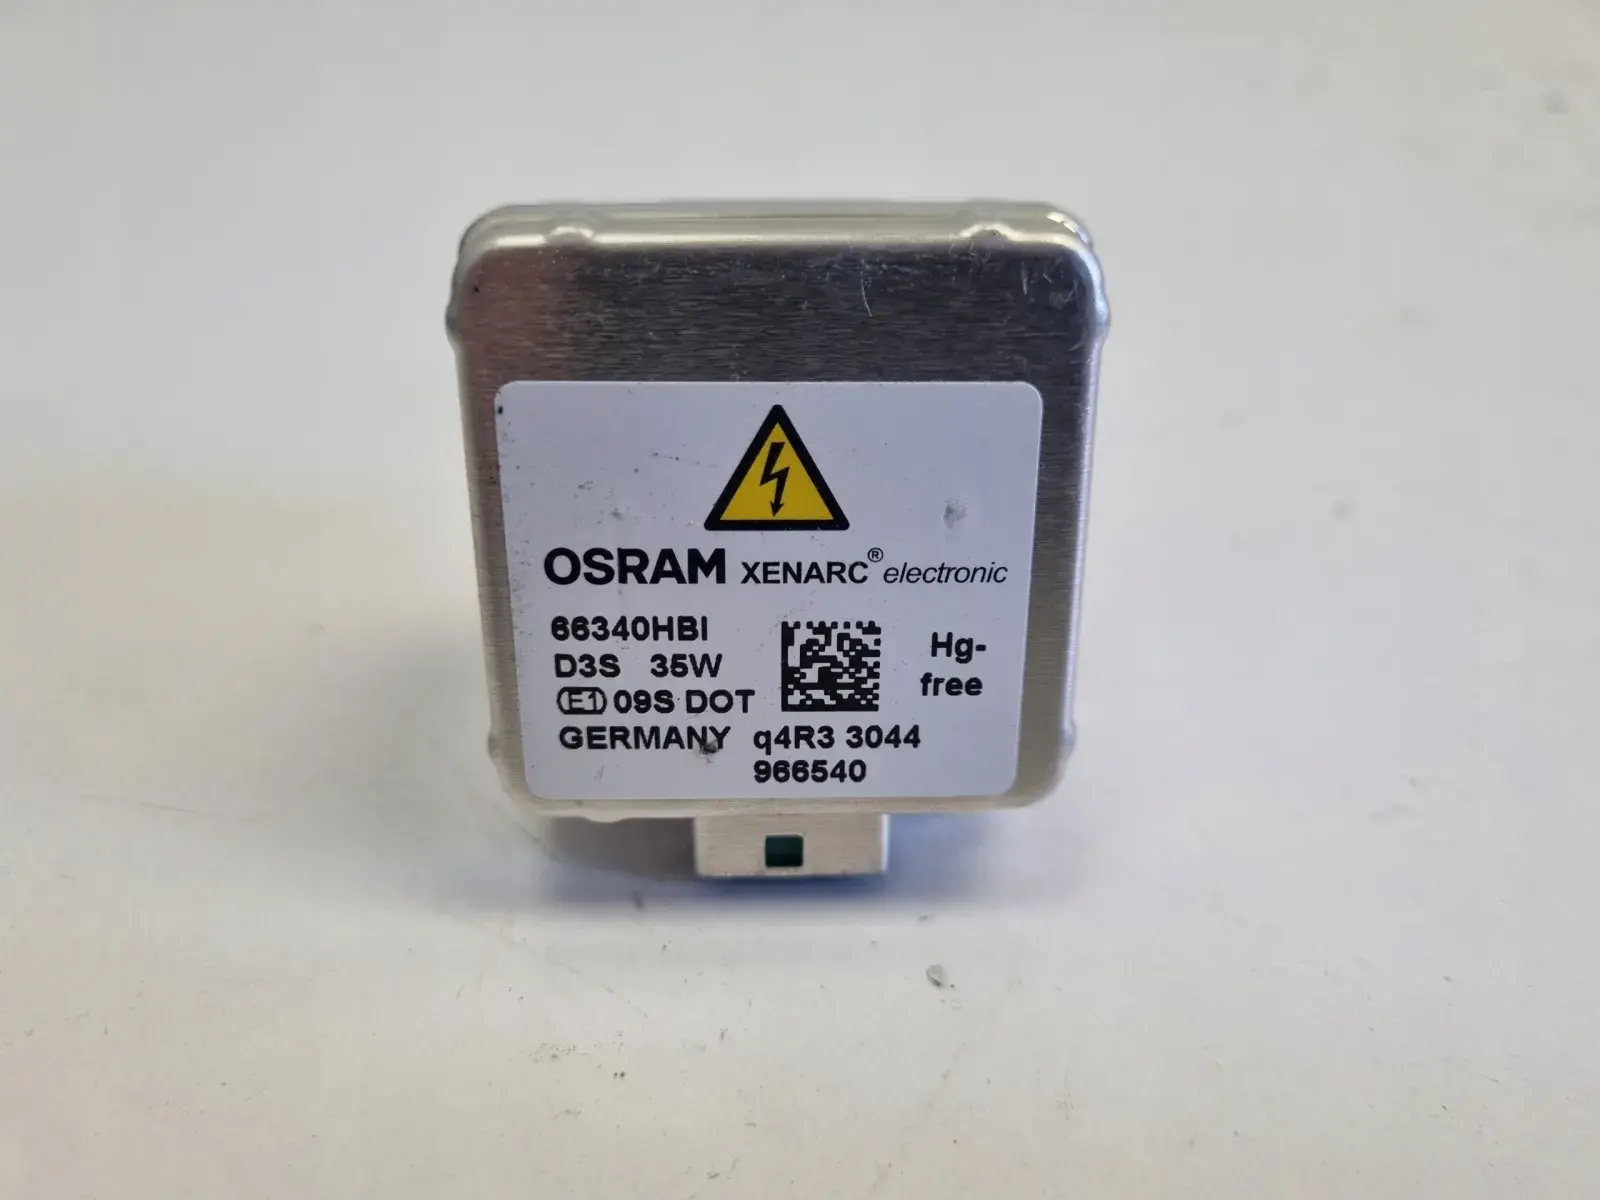 OSRAM XENARC® electronic
66340HBI
D3S 35W
E1 09S DOT
Hg-
free
GERMANY q4R3 3044
966540